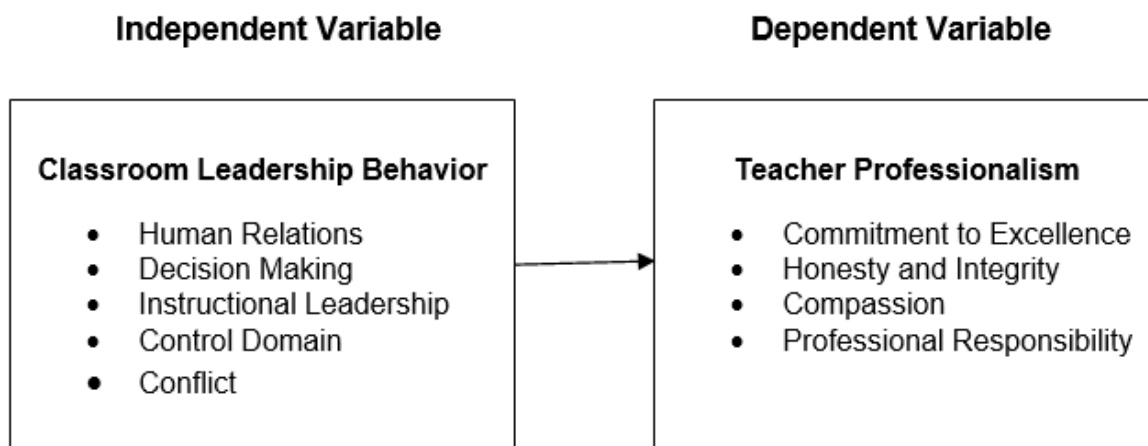 Independent Variable
Dependent Variable
Classroom Leadership Behavior
• Human Relations
• Decision Making
• Instructional Leadership
• Control Domain
• Conflict
Teacher Professionalism
• Commitment to Excellence
• Honesty and Integrity
• Compassion
• Professional Responsibility